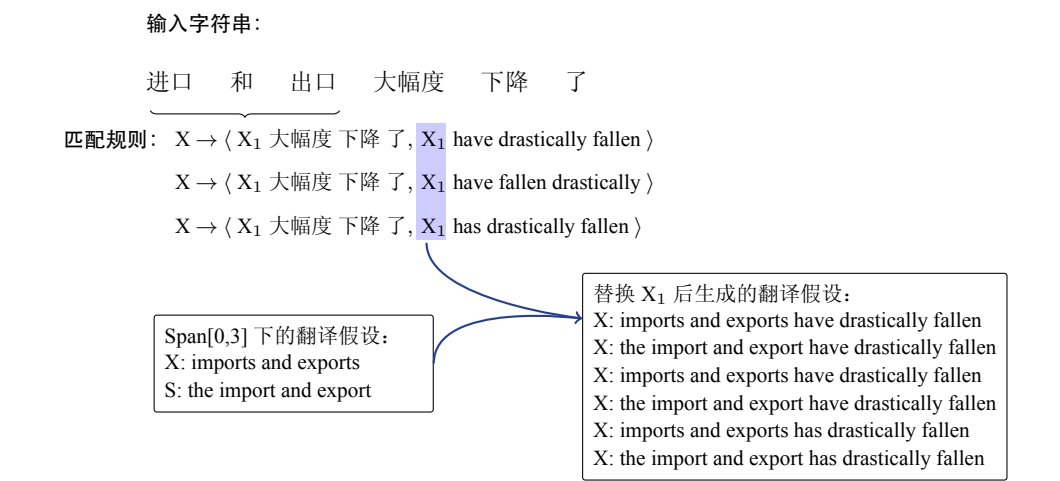 输入字符串：
进口 和 出口 大幅度 下降 了
匹配规则： X → ⟨ X₁ 大幅度 下降 了, X₁ have drastically fallen ⟩
X → ⟨ X₁ 大幅度 下降 了, X₁ have fallen drastically ⟩
X → ⟨ X₁ 大幅度 下降 了, X₁ has drastically fallen ⟩
Span[0,3] 下的翻译假设：
X: imports and exports
S: the import and export
替换 X₁ 后生成的翻译假设：
X: imports and exports have drastically fallen
X: the import and export have drastically fallen
X: imports and exports have drastically fallen
X: the import and export have drastically fallen
X: imports and exports has drastically fallen
X: the import and export has drastically fallen